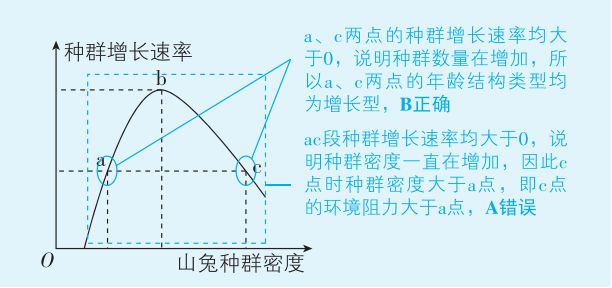 种群增长速率
b
a
c
O
山兔种群密度
a、c两点的种群增长速率均大
于0，说明种群数量在增加，所
以a、c两点的年龄结构类型均
为增长型，B正确
ac段种群增长速率均大于0，说
明种群密度一直在增加，因此c
点时种群密度大于a点，即c点
的环境阻力大于a点，A错误